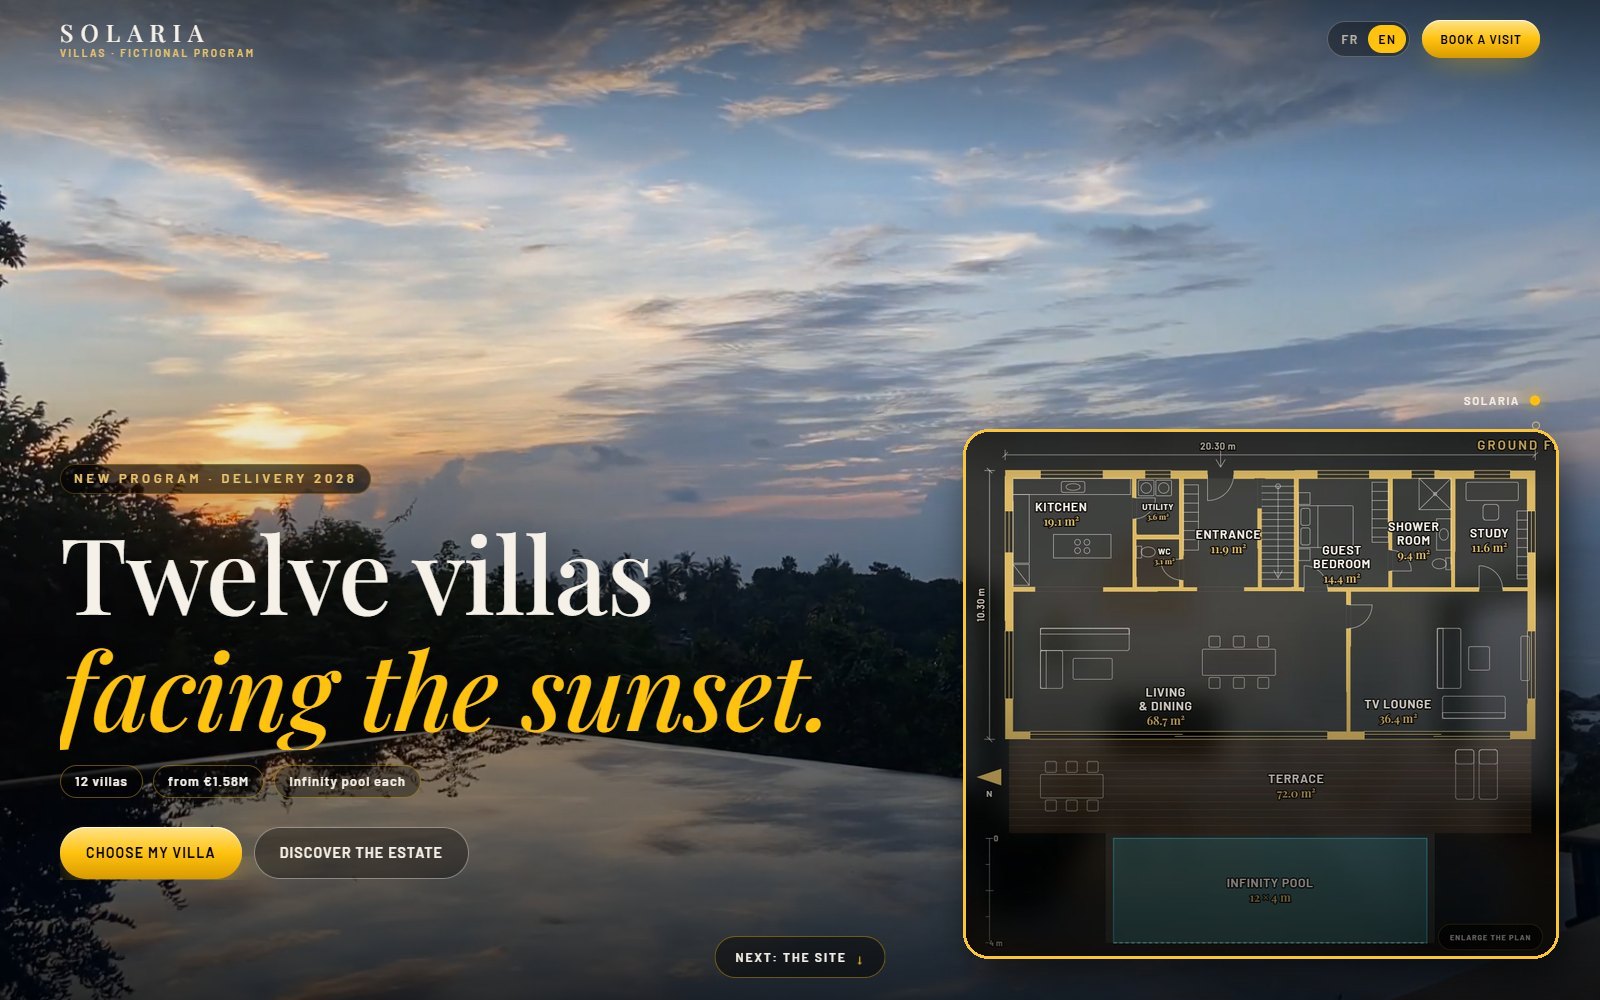 SOLARIA
VILLAS · FICTIONAL PROGRAM
FR
EN
BOOK A VISIT
NEW PROGRAM · DELIVERY 2028
Twelve villas
facing the sunset.
12 villas
from €1.58M
Infinity pool each
CHOOSE MY VILLA
DISCOVER THE ESTATE
NEXT: THE SITE ↓
SOLARIA
GROUND
20.30 m
10.30 m
KITCHEN
19.1 m²
UTILITY
3.6 m²
WC
3.1 m²
ENTRANCE
11.9 m²
GUEST
BEDROOM
14.4 m²
SHOWER
ROOM
9.4 m²
STUDY
11.6 m²
LIVING
& DINING
68.7 m²
TV LOUNGE
36.4 m²
TERRACE
72.0 m²
N
0
4 m
INFINITY POOL
12 × 4 m
ENLARGE THE PLAN